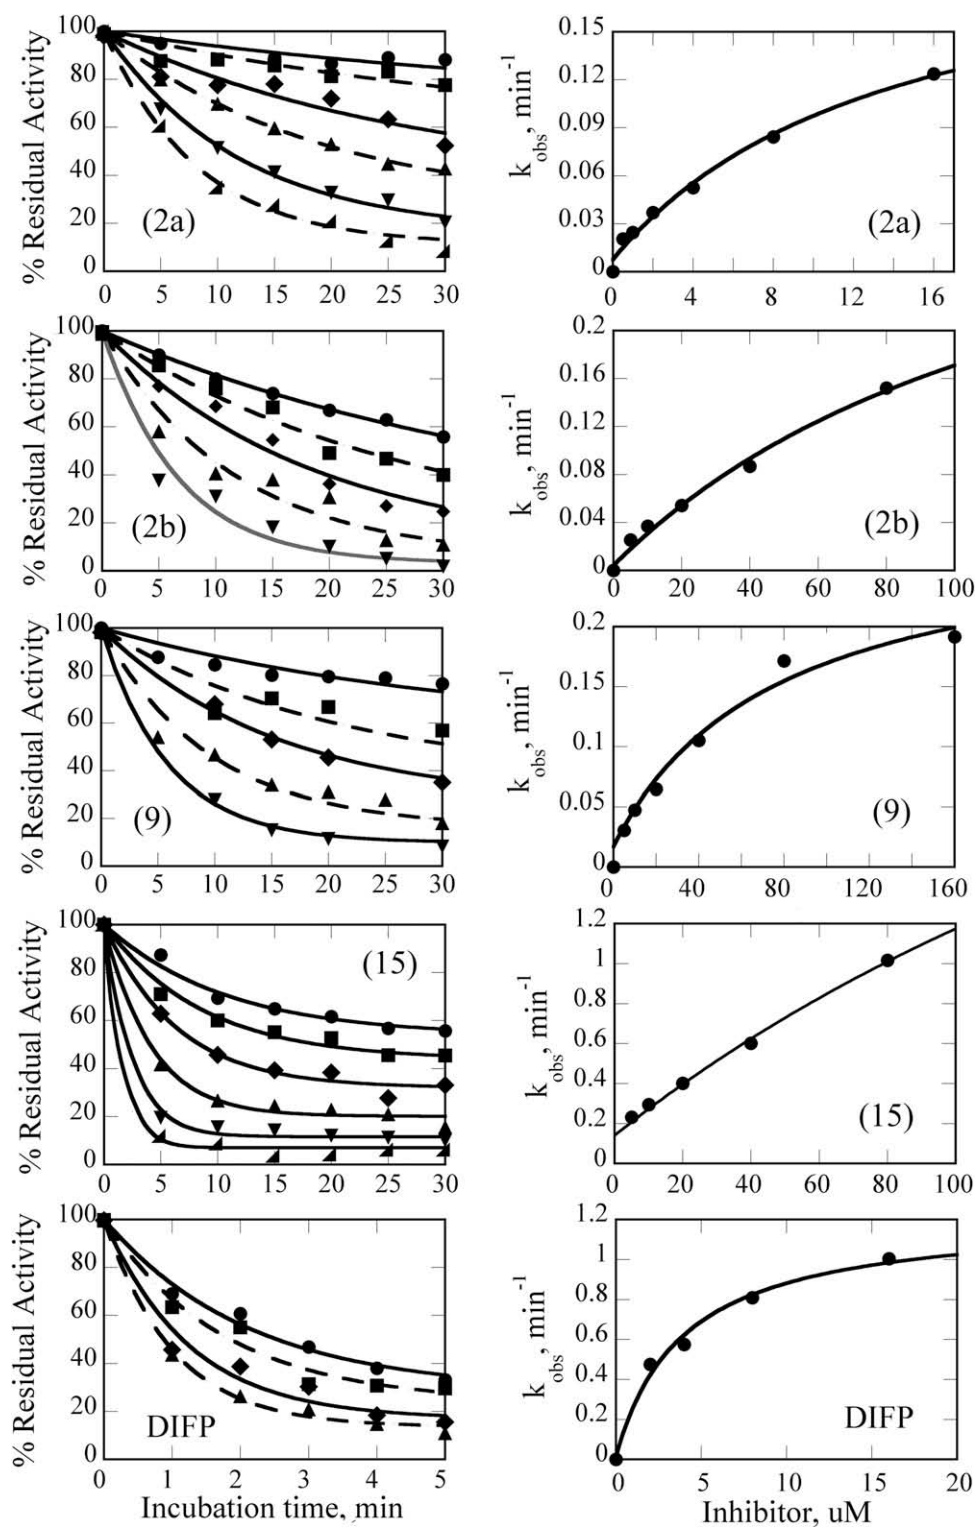 % Residual Activity
100
80
60
40
20
0
(2a)
0 5 10 15 20 25 30
k_obs, min^-1
0.15
0.12
0.09
0.06
0.03
0
(2a)
0 4 8 12 16
% Residual Activity
100
80
60
40
20
0
(2b)
0 5 10 15 20 25 30
k_obs, min^-1
0.2
0.16
0.12
0.08
0.04
0
(2b)
0 20 40 60 80 100
% Residual Activity
100
80
60
40
20
0
(9)
0 5 10 15 20 25 30
k_obs, min^-1
0.2
0.15
0.1
0.05
0
(9)
0 40 80 120 160
% Residual Activity
100
80
60
40
20
0
(15)
0 5 10 15 20 25 30
k_obs, min^-1
1.2
1
0.8
0.6
0.4
0.2
0
(15)
0 20 40 60 80 100
% Residual Activity
100
80
60
40
20
0
DIFP
0 1 2 3 4 5
Incubation time, min
k_obs, min^-1
1.2
1
0.8
0.6
0.4
0.2
0
DIFP
0 5 10 15 20
Inhibitor, uM